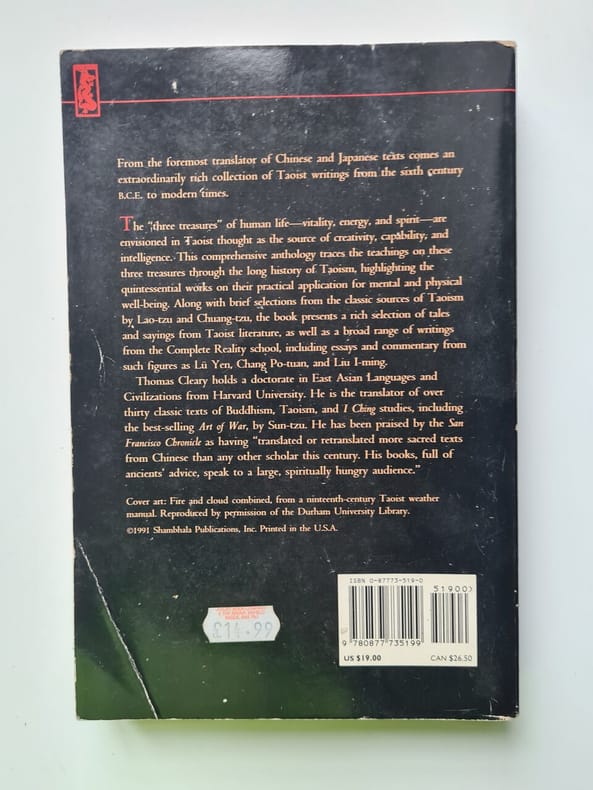 From the foremost translator of Chinese and Japanese texts comes an
extraordinarily rich collection of Taoist writings from the sixth century
B.C.E. to modern times.
The "three treasures" of human life—vitality, energy, and spirit—are
envisioned in Taoist thought as the source of creativity, capability, and
intelligence. This comprehensive anthology traces the teachings on these
three treasures through the long history of Taoism, highlighting the
quintessential works on their practical application for mental and physical
well-being. Along with brief selections from the classic sources of Taoism
by Lao-tzu and Chuang-tzu, the book presents a rich selection of tales
and sayings from Taoist literature, as well as a broad range of writings
from the Complete Reality school, including essays and commentary from
such figures as Lü Yen, Chang Po-tuan, and Liu I-ming.
Thomas Cleary holds a doctorate in East Asian Languages and
Civilizations from Harvard University. He is the translator of over
thirty classic texts of Buddhism, Taoism, and I Ching studies, including
the best-selling Art of War, by Sun-tzu. He has been praised by the San
Francisco Chronicle as having "translated or retranslated more sacred texts
from Chinese than any other scholar this century. His books, full of
ancients' advice, speak to a large, spiritually hungry audience."
Cover art: Fire and cloud combined, from a nineteenth-century Taoist weather
manual. Reproduced by permission of the Durham University Library.
©1991 Shambhala Publications, Inc. Printed in the U.S.A.
ISBN 0-87773-519-0
51900>
9 780877 735199
US $19.00 CAN $26.50
£14.99